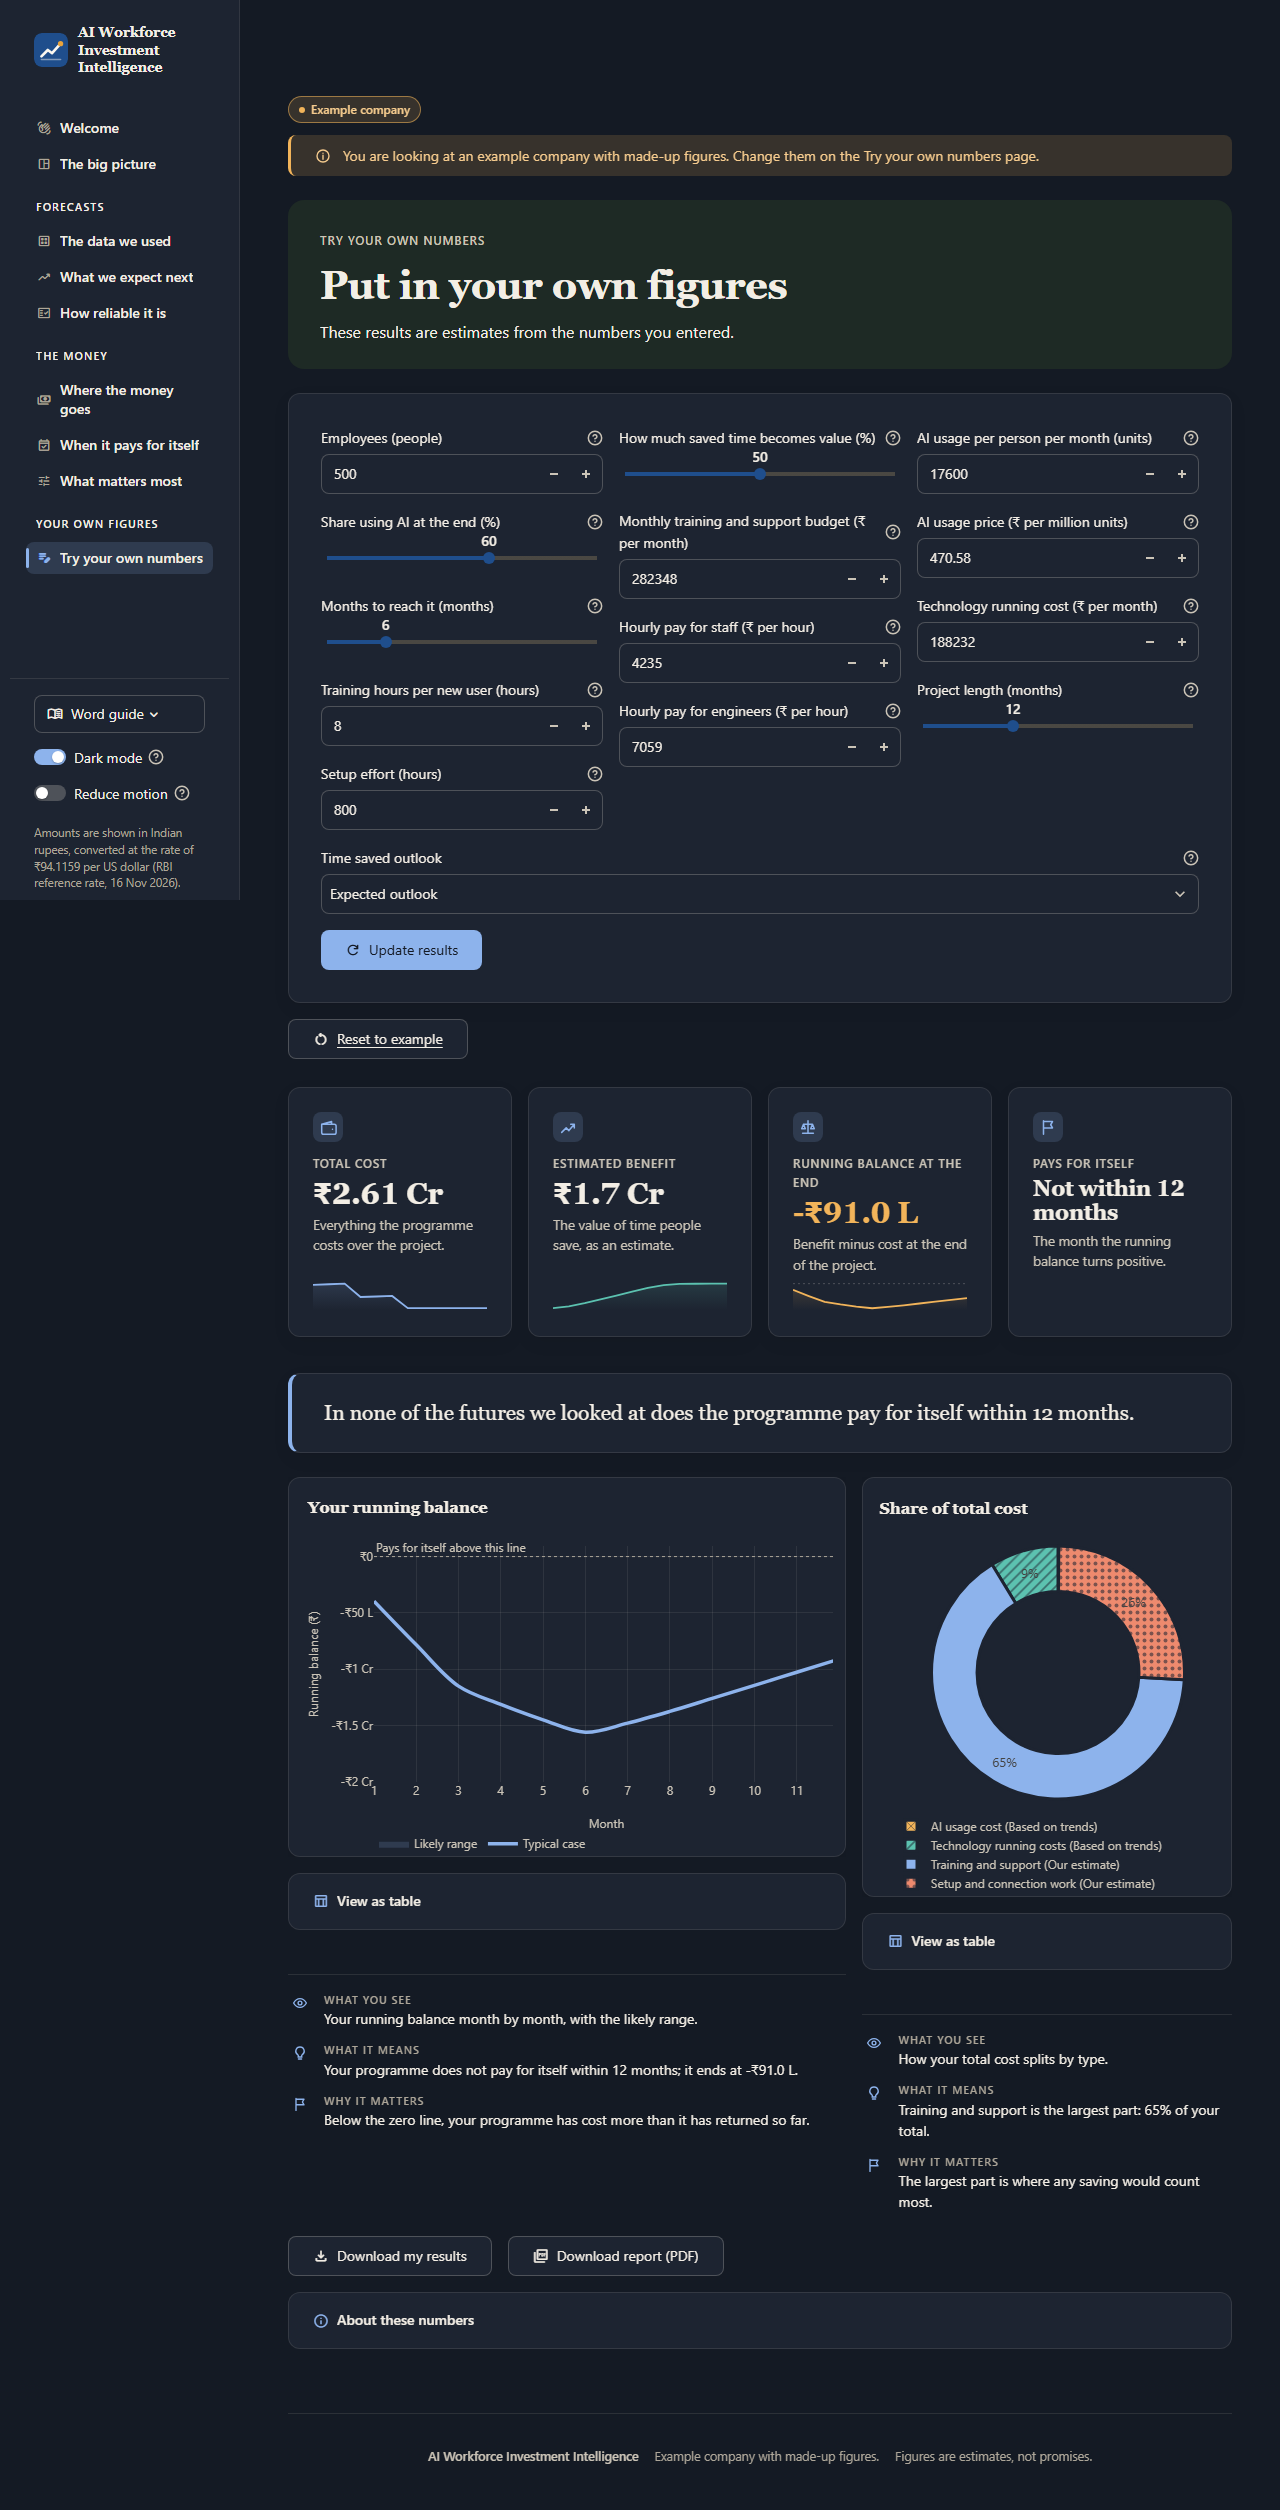 AI Workforce
Investment
Intelligence
Welcome
The big picture
FORECASTS
The data we used
What we expect next
How reliable it is
THE MONEY
Where the money
goes
When it pays for itself
What matters most
YOUR OWN FIGURES
Try your own numbers
Word guide
Dark mode
Reduce motion
Amounts are shown in Indian
rupees, converted at the rate of
₹94.1159 per US dollar (RBI
reference rate, 16 Nov 2026).
Example company
You are looking at an example company with made-up figures. Change them on the Try your own numbers page.
TRY YOUR OWN NUMBERS
Put in your own figures
These results are estimates from the numbers you entered.
Employees (people)
500
Share using AI at the end (%)
60
Months to reach it (months)
6
Training hours per new user (hours)
8
Setup effort (hours)
800
How much saved time becomes value (%)
50
Monthly training and support budget (₹
per month)
282348
Hourly pay for staff (₹ per hour)
4235
Hourly pay for engineers (₹ per hour)
7059
AI usage per person per month (units)
17600
AI usage price (₹ per million units)
470.58
Technology running cost (₹ per month)
188232
Project length (months)
12
Time saved outlook
Expected outlook
Update results
Reset to example
TOTAL COST
₹2.61 Cr
Everything the programme
costs over the project.
ESTIMATED BENEFIT
₹1.7 Cr
The value of time people
save, as an estimate.
RUNNING BALANCE AT THE
END
-₹91.0 L
Benefit minus cost at the end
of the project.
PAYS FOR ITSELF
Not within 12
months
The month the running
balance turns positive.
In none of the futures we looked at does the programme pay for itself within 12 months.
Your running balance
Pays for itself above this line
₹0
-₹50 L
-₹1 Cr
-₹1.5 Cr
-₹2 Cr
Running balance (₹)
1 2 3 4 5 6 7 8 9 10 11
Month
Likely range Typical case
View as table
WHAT YOU SEE
Your running balance month by month, with the likely range.
WHAT IT MEANS
Your programme does not pay for itself within 12 months; it ends at -₹91.0 L.
WHY IT MATTERS
Below the zero line, your programme has cost more than it has returned so far.
Share of total cost
9%
26%
65%
AI usage cost (Based on trends)
Technology running costs (Based on trends)
Training and support (Our estimate)
Setup and connection work (Our estimate)
View as table
WHAT YOU SEE
How your total cost splits by type.
WHAT IT MEANS
Training and support is the largest part: 65% of your
total.
WHY IT MATTERS
The largest part is where any saving would count
most.
Download my results
Download report (PDF)
About these numbers
AI Workforce Investment Intelligence Example company with made-up figures. Figures are estimates, not promises.